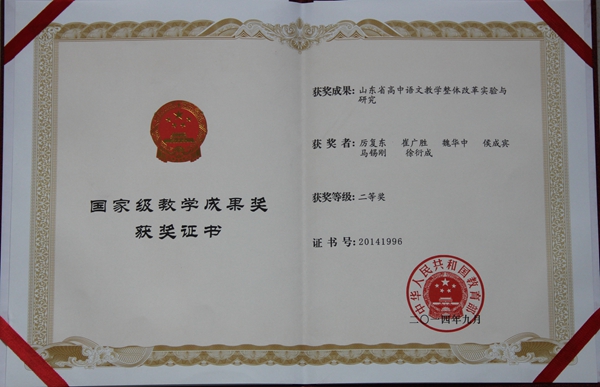 国家级教学成果奖
获奖证书
获奖成果：山东省高中语文教学整体改革实验与
研究
获奖者：厉复东 崔广胜 魏华中 侯成宾
马锡刚 徐衍成
获奖等级：二等奖
证书号：20141996
中华人民共和国教育部
二〇一四年九月